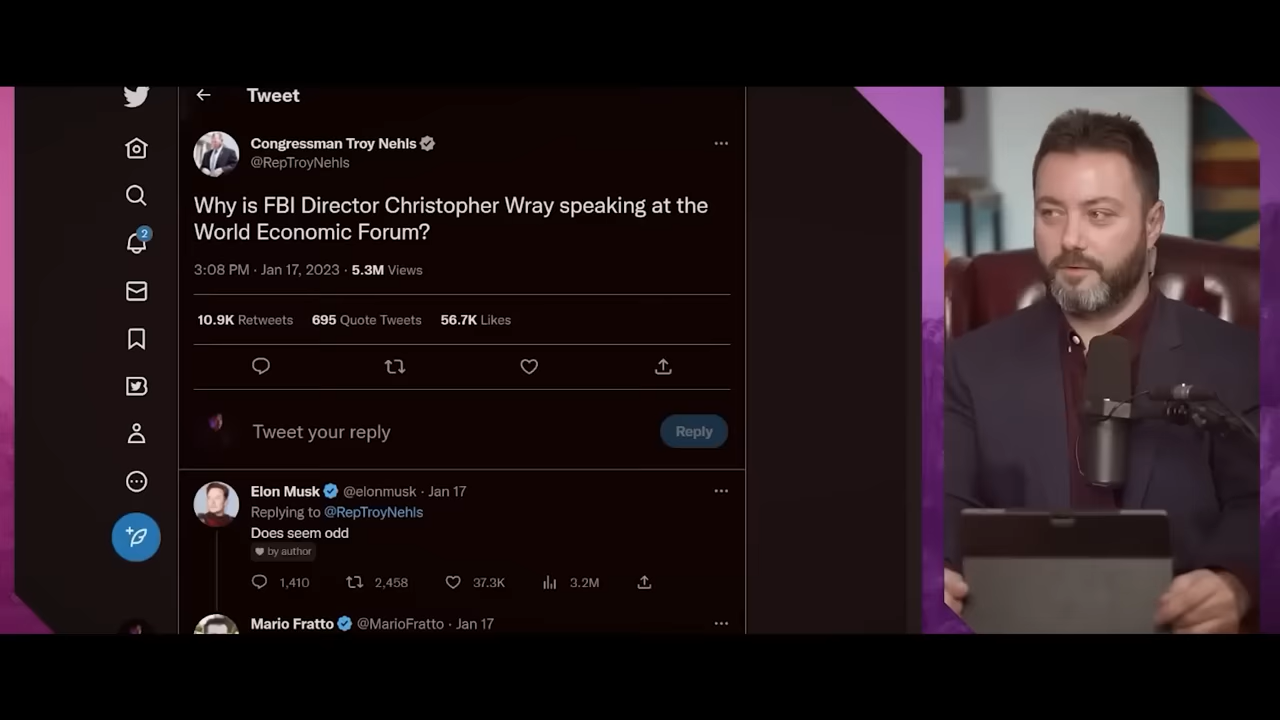 Tweet
Congressman Troy Nehls
@RepTroyNehls
Why is FBI Director Christopher Wray speaking at the
World Economic Forum?
3:08 PM · Jan 17, 2023 · 5.3M Views
10.9K Retweets 695 Quote Tweets 56.7K Likes
Tweet your reply
Reply
2
Elon Musk @elonmusk · Jan 17
Replying to @RepTroyNehls
Does seem odd
by author
1,410 2,458 37.3K 3.2M
Mario Fratto @MarioFratto · Jan 17